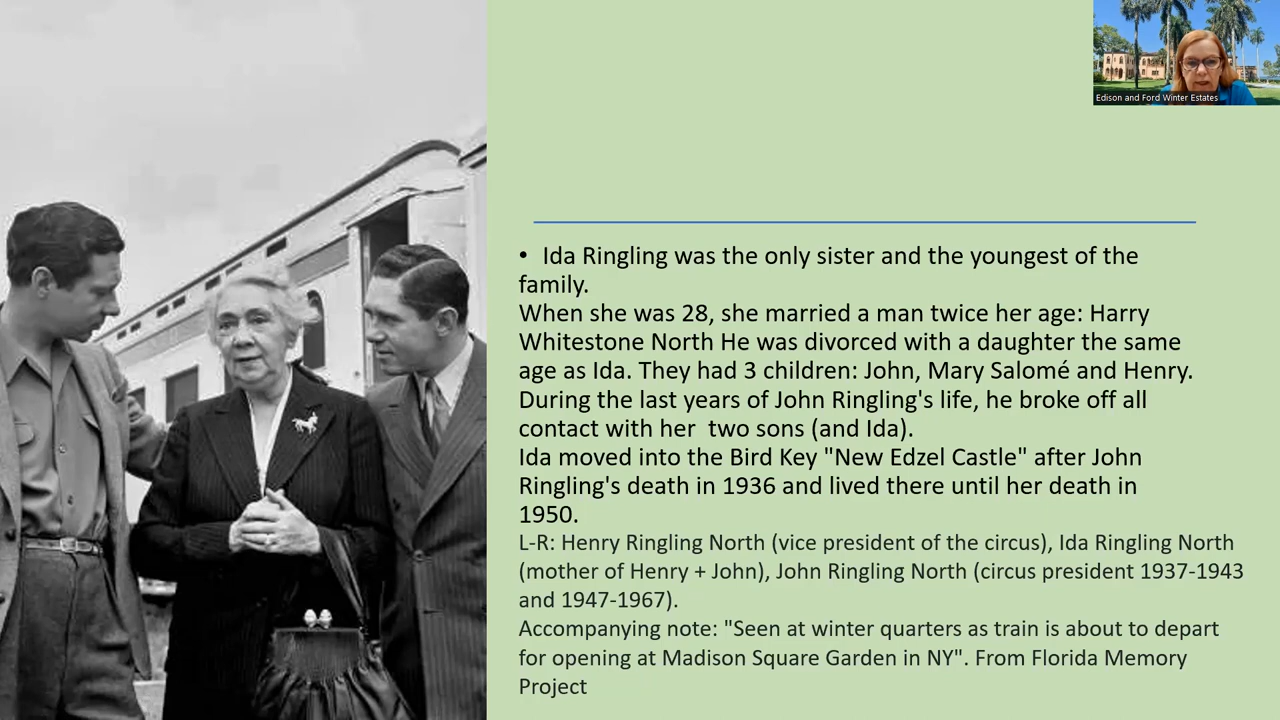 Edison and Ford Winter Estates
• Ida Ringling was the only sister and the youngest of the
family.
When she was 28, she married a man twice her age: Harry
Whitestone North He was divorced with a daughter the same
age as Ida. They had 3 children: John, Mary Salomé and Henry.
During the last years of John Ringling's life, he broke off all
contact with her  two sons (and Ida).
Ida moved into the Bird Key "New Edzel Castle" after John
Ringling's death in 1936 and lived there until her death in
1950.
L-R: Henry Ringling North (vice president of the circus), Ida Ringling North
(mother of Henry + John), John Ringling North (circus president 1937-1943
and 1947-1967).
Accompanying note: "Seen at winter quarters as train is about to depart
for opening at Madison Square Garden in NY". From Florida Memory
Project